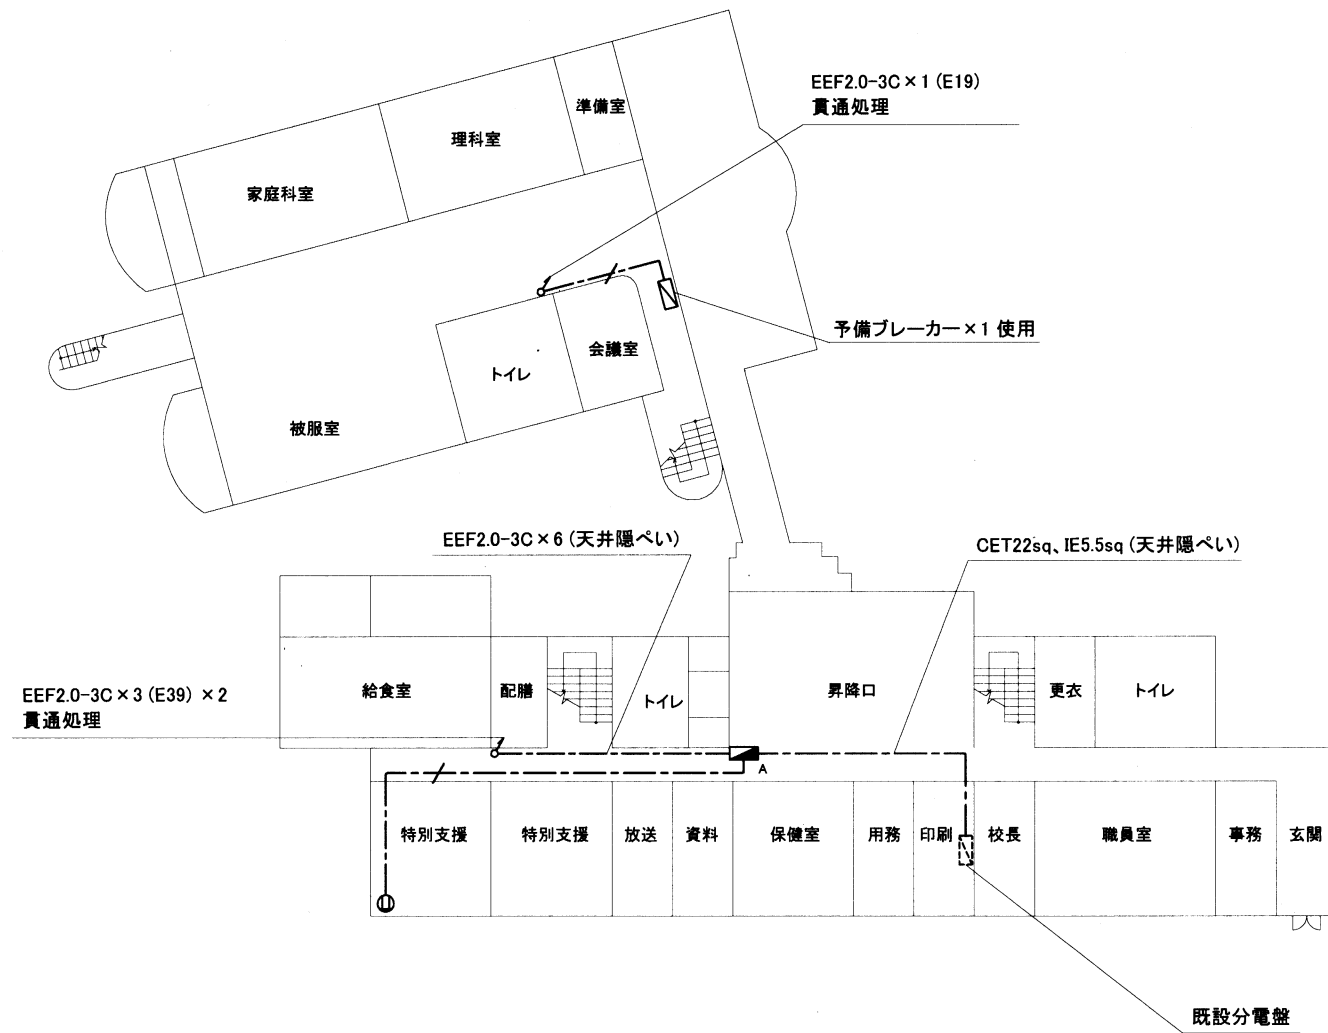 EEF2.0-3C×1 (E19)
貫通処理
準備室
理科室
家庭科室
予備ブレーカー×1 使用
会議室
トイレ
被服室
EEF2.0-3C×6 (天井隠ぺい)
CET22sq、IE5.5sq (天井隠ぺい)
EEF2.0-3C×3 (E39) ×2
貫通処理
給食室
配膳
トイレ
昇降口
更衣
トイレ
A
特別支援
特別支援
放送
資料
保健室
用務
印刷
校長
職員室
事務
玄関
既設分電盤